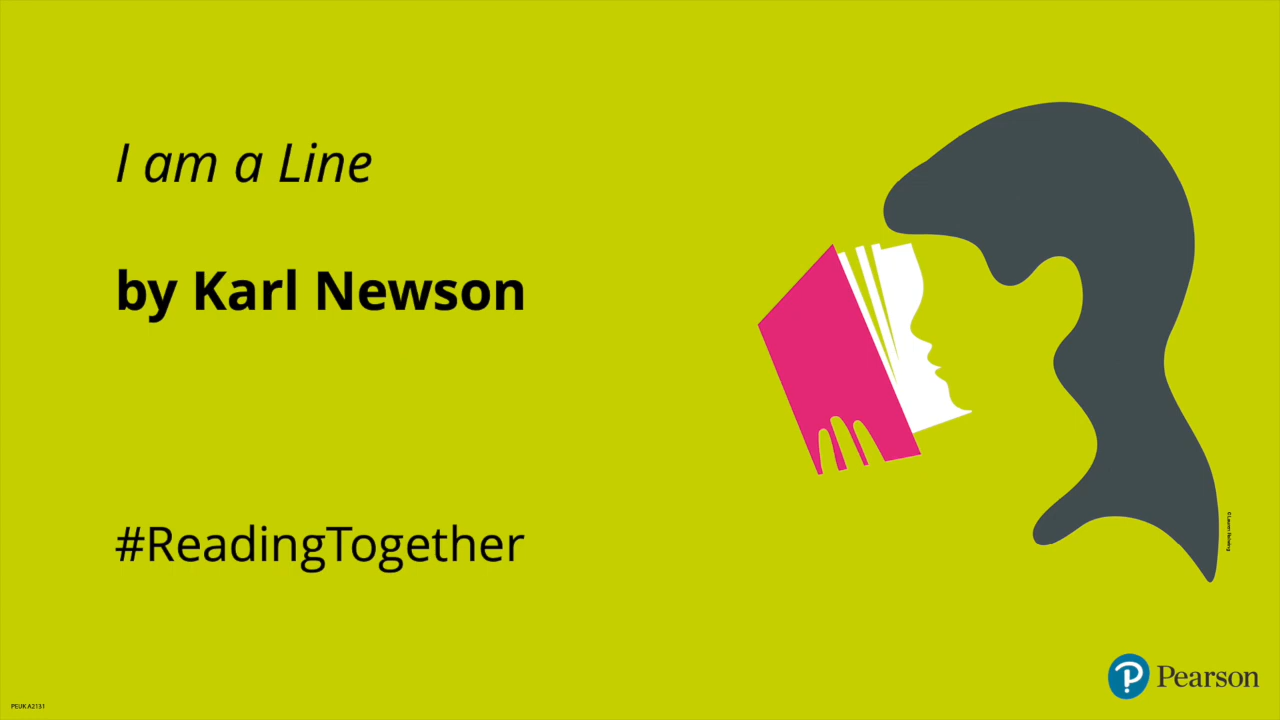 I am a Line
by Karl Newson
#ReadingTogether
Pearson
PEUK A2131